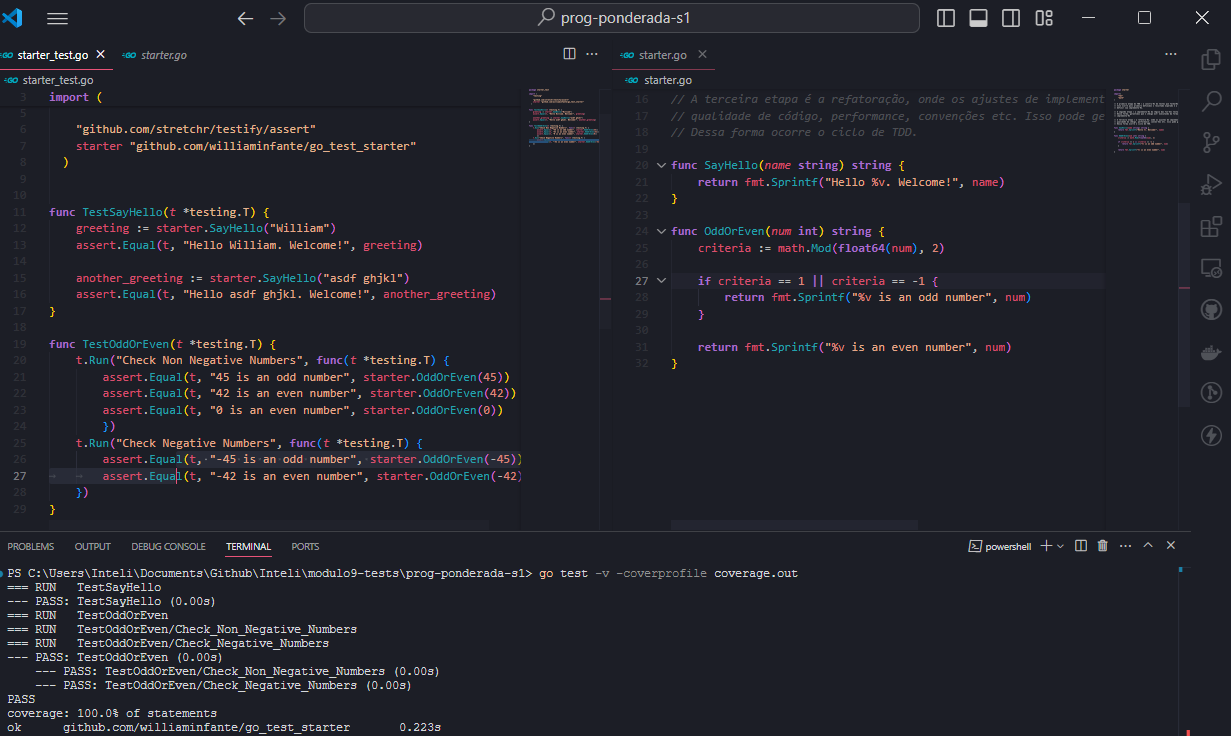 prog-ponderada-s1
GO starter_test.go
GO starter.go
GO starter_test.go
3 import (
5
6 "github.com/stretchr/testify/assert"
7 starter "github.com/williaminfante/go_test_starter"
8 )
9
10
11 func TestSayHello(t *testing.T) {
12 greeting := starter.SayHello("William")
13 assert.Equal(t, "Hello William. Welcome!", greeting)
14
15 another_greeting := starter.SayHello("asdf ghjkl")
16 assert.Equal(t, "Hello asdf ghjkl. Welcome!", another_greeting)
17 }
18
19 func TestOddOrEven(t *testing.T) {
20 t.Run("Check Non Negative Numbers", func(t *testing.T) {
21 assert.Equal(t, "45 is an odd number", starter.OddOrEven(45))
22 assert.Equal(t, "42 is an even number", starter.OddOrEven(42))
23 assert.Equal(t, "0 is an even number", starter.OddOrEven(0))
24 })
25 t.Run("Check Negative Numbers", func(t *testing.T) {
26 assert.Equal(t, "-45 is an odd number", starter.OddOrEven(-45))
27 assert.Equal(t, "-42 is an even number", starter.OddOrEven(-42)
28 })
29 }
GO starter.go
GO starter.go
16 // A terceira etapa é a refatoração, onde os ajustes de implement
17 // qualidade de código, performance, convenções etc. Isso pode ge
18 // Dessa forma ocorre o ciclo de TDD.
19
20 func SayHello(name string) string {
21 return fmt.Sprintf("Hello %v. Welcome!", name)
22 }
23
24 func OddOrEven(num int) string {
25 criteria := math.Mod(float64(num), 2)
26
27 if criteria == 1 || criteria == -1 {
28 return fmt.Sprintf("%v is an odd number", num)
29 }
30
31 return fmt.Sprintf("%v is an even number", num)
32 }
PROBLEMS OUTPUT DEBUG CONSOLE TERMINAL PORTS
powershell
PS C:\Users\Inteli\Documents\Github\Inteli\modulo9-tests\prog-ponderada-s1> go test -v -coverprofile coverage.out
=== RUN TestSayHello
--- PASS: TestSayHello (0.00s)
=== RUN TestOddOrEven
=== RUN TestOddOrEven/Check_Non_Negative_Numbers
=== RUN TestOddOrEven/Check_Negative_Numbers
--- PASS: TestOddOrEven (0.00s)
--- PASS: TestOddOrEven/Check_Non_Negative_Numbers (0.00s)
--- PASS: TestOddOrEven/Check_Negative_Numbers (0.00s)
PASS
coverage: 100.0% of statements
ok github.com/williaminfante/go_test_starter 0.223s